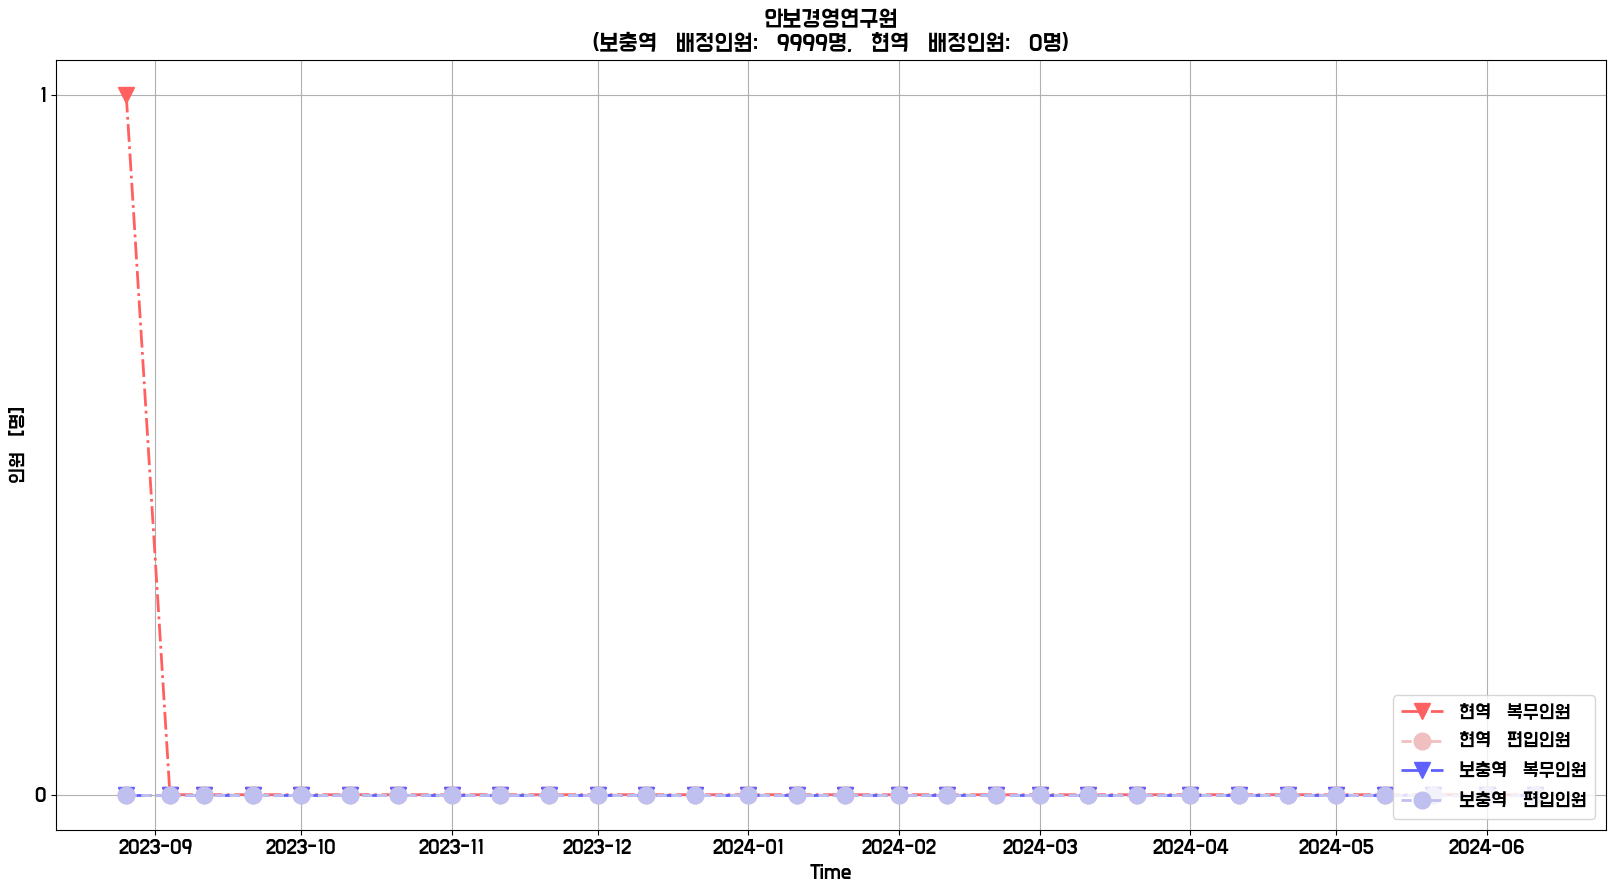 안보경영연구원
(보충역 배정인원: 9999명, 현역 배정인원: 0명)
인원 [명]
1
0
2023-09 2023-10 2023-11 2023-12 2024-01 2024-02 2024-03 2024-04 2024-05 2024-06
Time
현역 복무인원
현역 편입인원
보충역 복무인원
보충역 편입인원